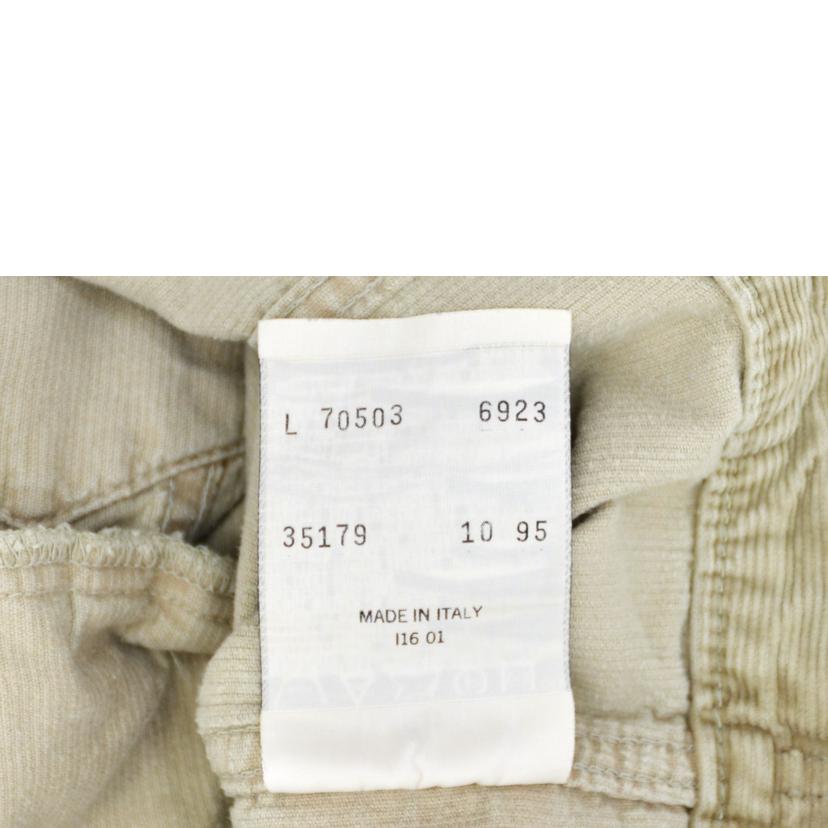 L 70503 6923
35179 10 95
MADE IN ITALY
I16 01